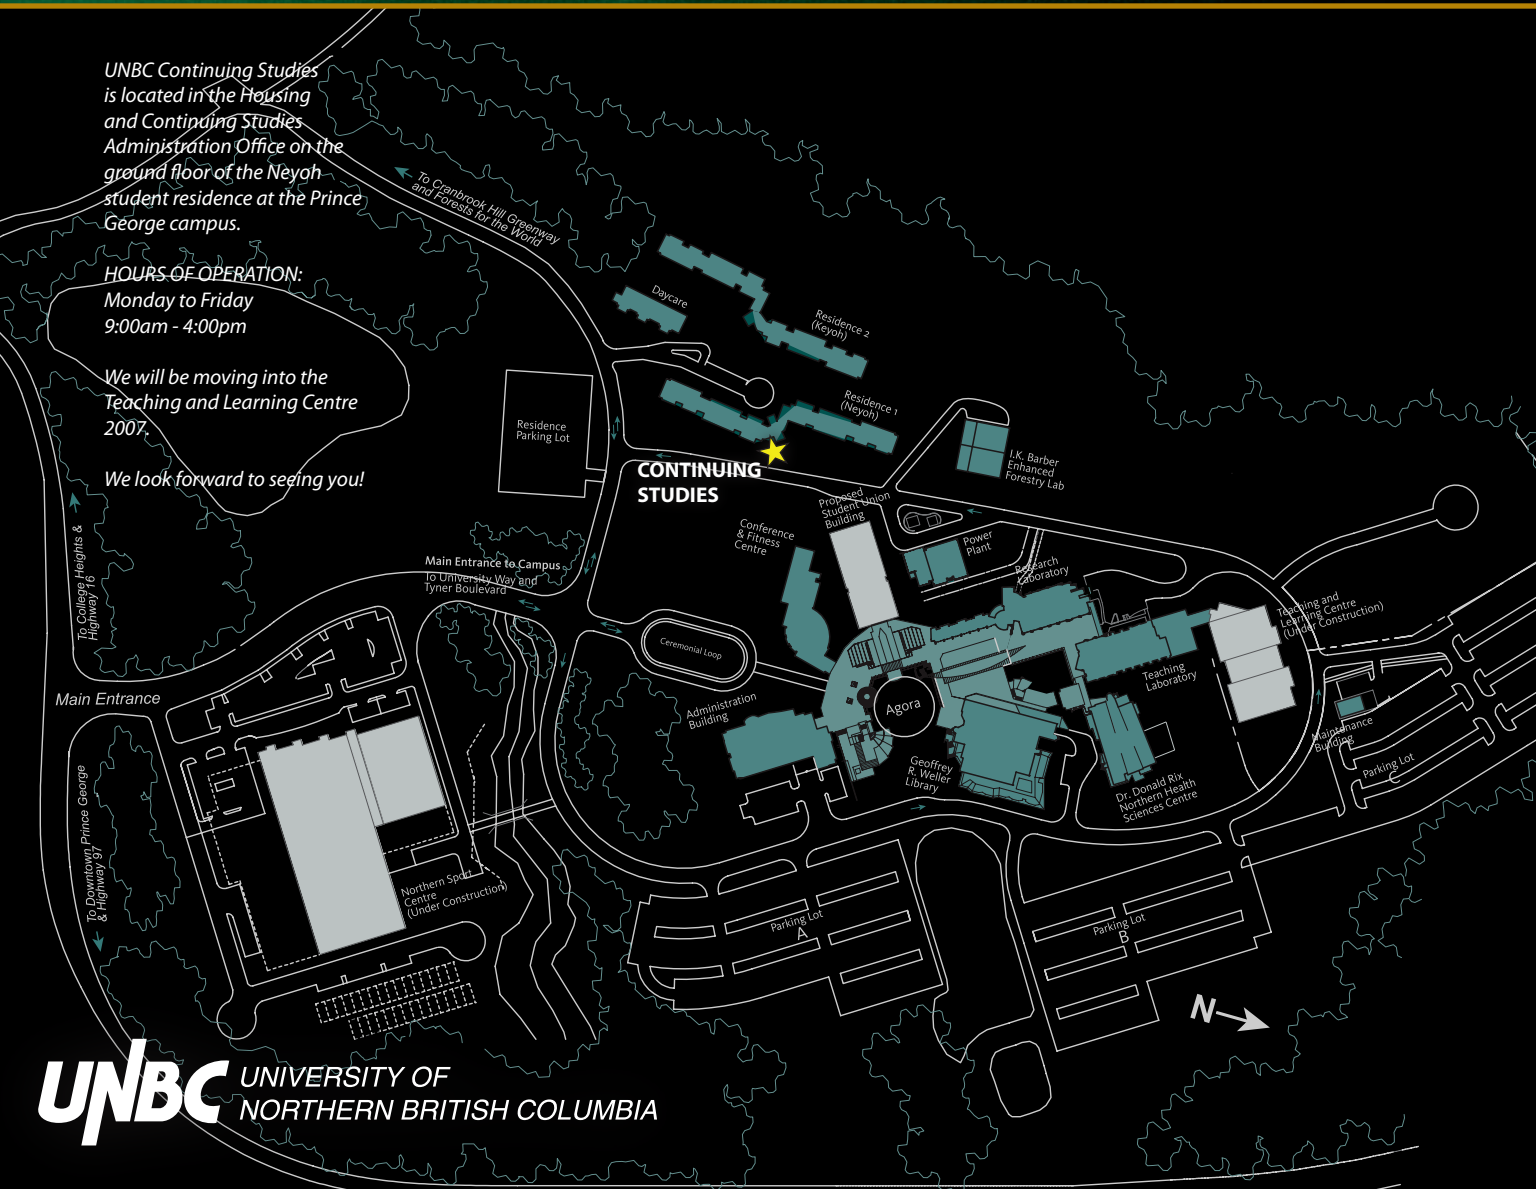 UNBC Continuing Studies
is located in the Housing
and Continuing Studies
Administration Office on the
ground floor of the Neyoh
student residence at the Prince
George campus.
HOURS OF OPERATION:
Monday to Friday
9:00am - 4:00pm
We will be moving into the
Teaching and Learning Centre
2007.
We look forward to seeing you!
To Cranbrook Hill Greenway
and Forests for the World
Daycare
Residence 2
(Keyoh)
Residence 1
(Neyoh)
Residence
Parking Lot
CONTINUING
STUDIES
I.K. Barber
Enhanced
Forestry Lab
Proposed
Student Union
Building
Conference
& Fitness
Centre
Power
Plant
Research
Laboratory
Main Entrance to Campus
To University Way and
Tyner Boulevard
To College Heights &
Highway 16
Teaching and
Learning Centre
(Under Construction)
Ceremonial Loop
Teaching
Laboratory
Main Entrance
Administration
Building
Agora
Maintenance
Building
Parking Lot
Geoffrey
R. Weller
Library
Dr. Donald Rix
Northern Health
Sciences Centre
To Downtown Prince George
& Highway 97
Northern Sport
Centre
(Under Construction)
Parking Lot
A
Parking Lot
B
N
UNBC
UNIVERSITY OF
NORTHERN BRITISH COLUMBIA